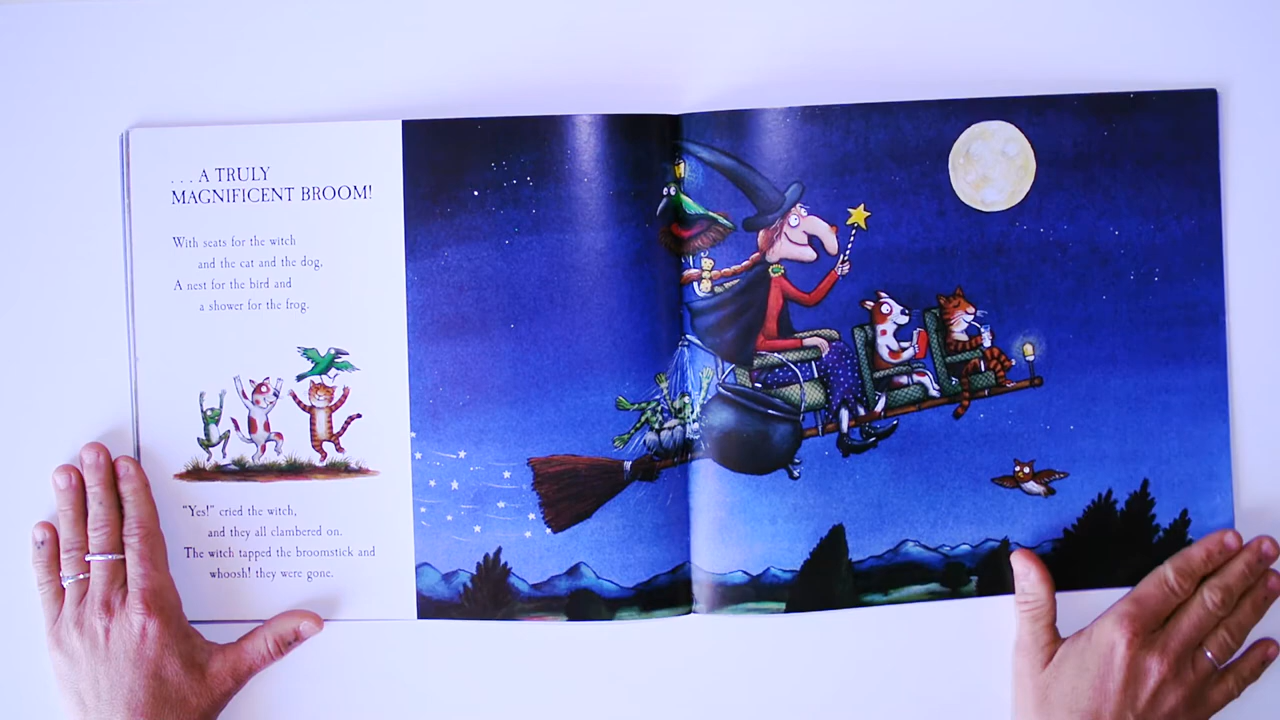 . . . A TRULY
MAGNIFICENT BROOM!
With seats for the witch
and the cat and the dog,
A nest for the bird and
a shower for the frog.
"Yes!" cried the witch,
and they all clambered on.
The witch tapped the broomstick and
whoosh! they were gone.